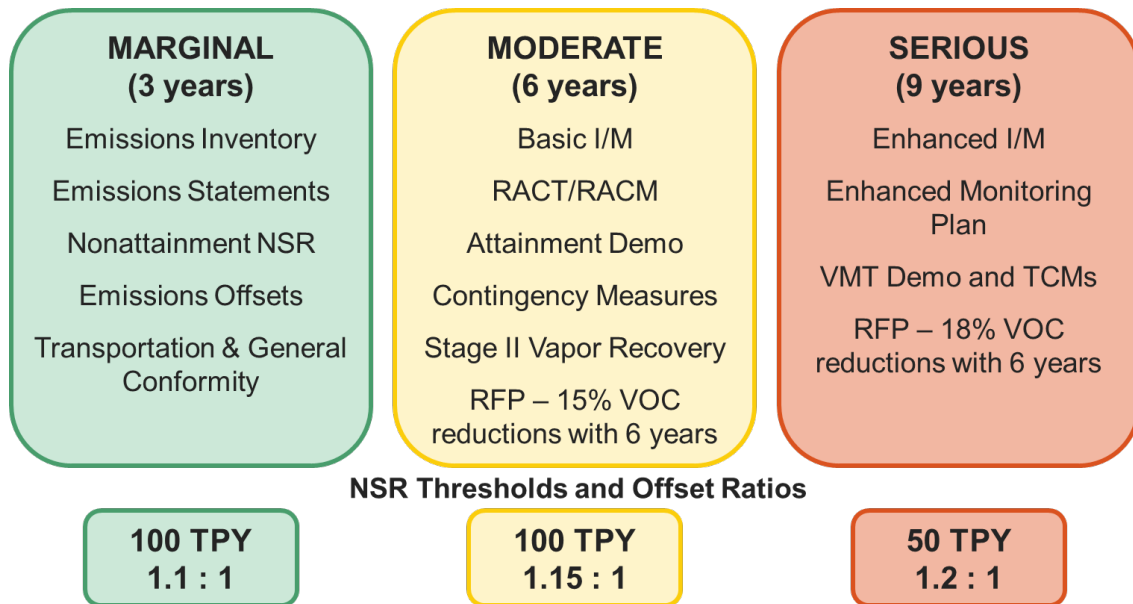 MARGINAL
(3 years)
Emissions Inventory
Emissions Statements
Nonattainment NSR
Emissions Offsets
Transportation & General
Conformity
MODERATE
(6 years)
Basic I/M
RACT/RACM
Attainment Demo
Contingency Measures
Stage II Vapor Recovery
RFP – 15% VOC
reductions with 6 years
SERIOUS
(9 years)
Enhanced I/M
Enhanced Monitoring
Plan
VMT Demo and TCMs
RFP – 18% VOC
reductions with 6 years
NSR Thresholds and Offset Ratios
100 TPY
1.1 : 1
100 TPY
1.15 : 1
50 TPY
1.2 : 1